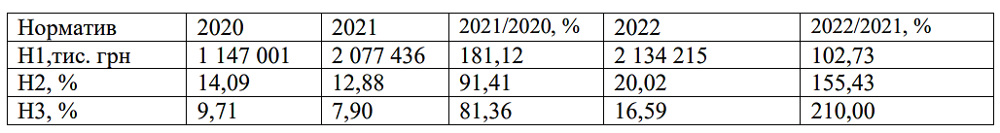 Норматив 2020 2021 2021/2020, % 2022 2022/2021, %
Н1,тис. грн 1 147 001 2 077 436 181,12 2 134 215 102,73
Н2, % 14,09 12,88 91,41 20,02 155,43
Н3, % 9,71 7,90 81,36 16,59 210,00